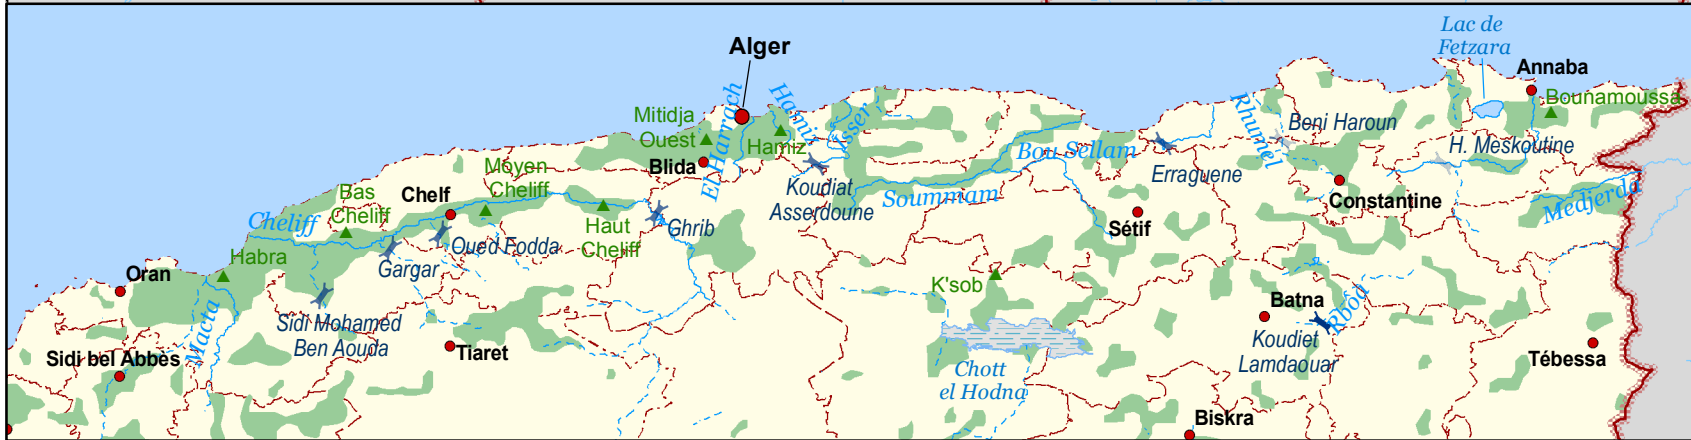 Lac de
Fetzara
Alger
Annaba
Bounamoussa
El Harrach
Hamiz
Isser
Rhumel
Mitidja
Ouest
Hamiz
Beni Haroun
H. Meskoutine
Blida
Moyen
Cheliff
Bou Sellam
Erraguene
Bas
Cheliff
Chelf
Koudiat
Asserdoune
Soummam
Constantine
Medjerda
Cheliff
Haut
Cheliff
Ghrib
Sétif
Oued Fodda
Gargar
Habra
Oran
K'sob
Batna
Rboa
Macta
Sidi Mohamed
Ben Aouda
Koudiet
Lamdaouar
Sidi bel Abbès
Tiaret
Tébessa
Chott
el Hodna
Biskra